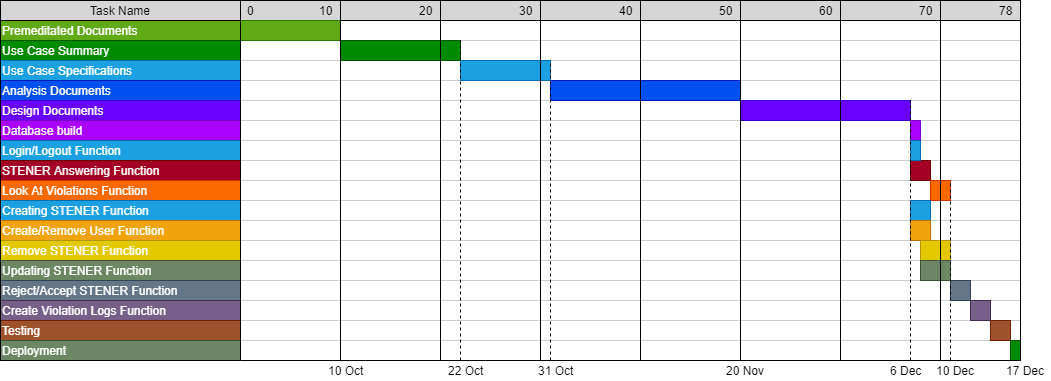 Task Name 0 10 20 30 40 50 60 70 78
Premeditated Documents
Use Case Summary
Use Case Specifications
Analysis Documents
Design Documents
Database build
Login/Logout Function
STENER Answering Function
Look At Violations Function
Creating STENER Function
Create/Remove User Function
Remove STENER Function
Updating STENER Function
Reject/Accept STENER Function
Create Violation Logs Function
Testing
Deployment
10 Oct 22 Oct 31 Oct 20 Nov 6 Dec 10 Dec 17 Dec